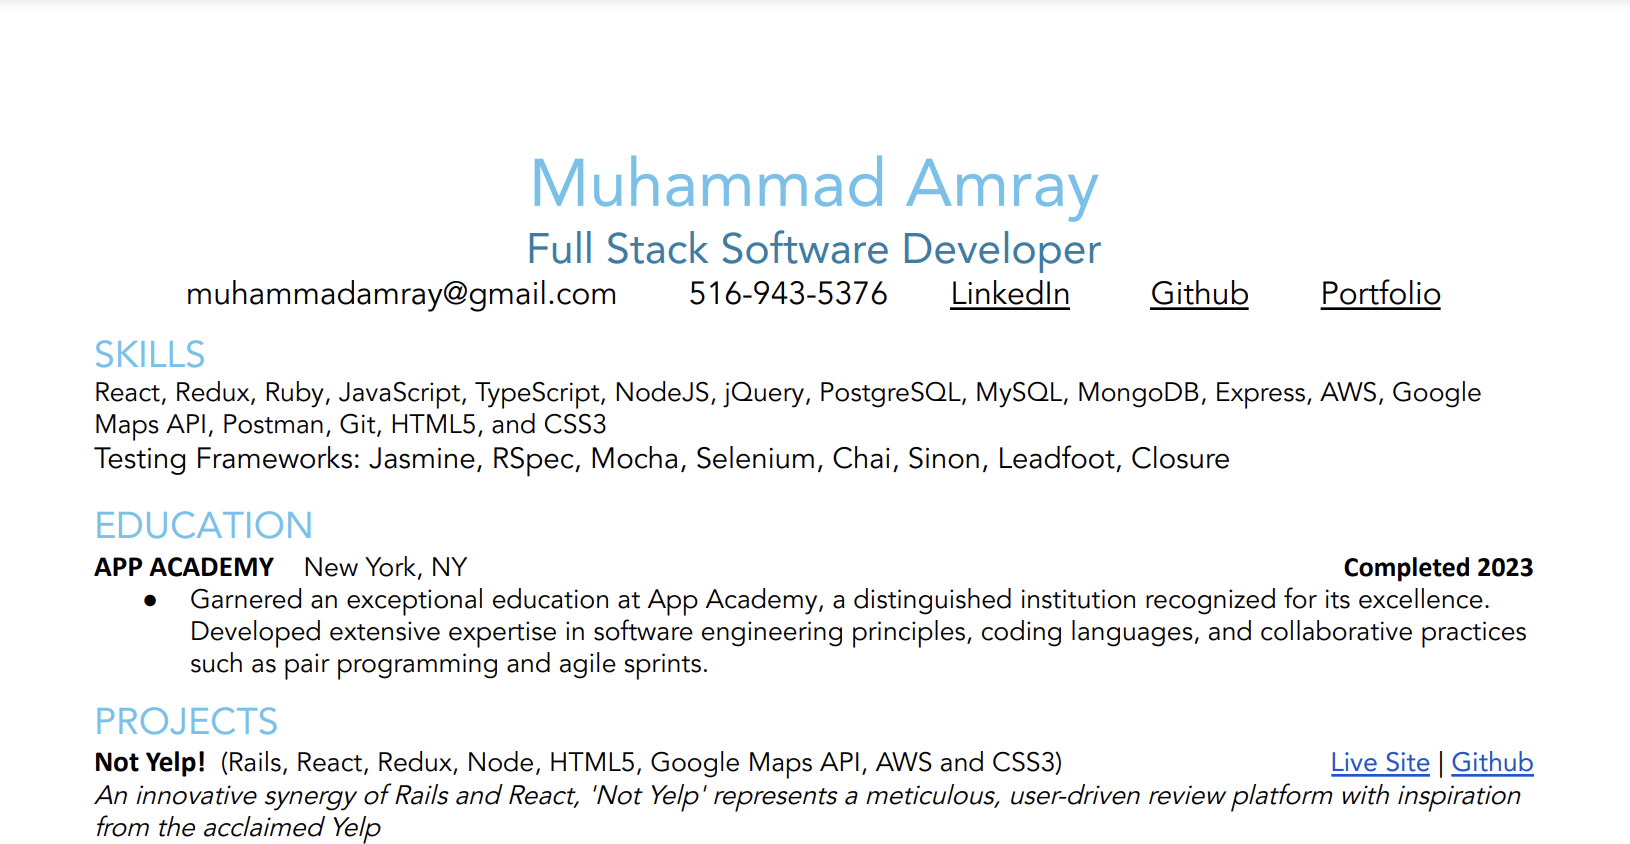 Muhammad Amray
Full Stack Software Developer
muhammadamray@gmail.com 516-943-5376 LinkedIn Github Portfolio
SKILLS
React, Redux, Ruby, JavaScript, TypeScript, NodeJS, jQuery, PostgreSQL, MySQL, MongoDB, Express, AWS, Google
Maps API, Postman, Git, HTML5, and CSS3
Testing Frameworks: Jasmine, RSpec, Mocha, Selenium, Chai, Sinon, Leadfoot, Closure
EDUCATION
APP ACADEMY New York, NY Completed 2023
● Garnered an exceptional education at App Academy, a distinguished institution recognized for its excellence.
Developed extensive expertise in software engineering principles, coding languages, and collaborative practices
such as pair programming and agile sprints.
PROJECTS
Not Yelp! (Rails, React, Redux, Node, HTML5, Google Maps API, AWS and CSS3) Live Site | Github
An innovative synergy of Rails and React, 'Not Yelp' represents a meticulous, user-driven review platform with inspiration
from the acclaimed Yelp